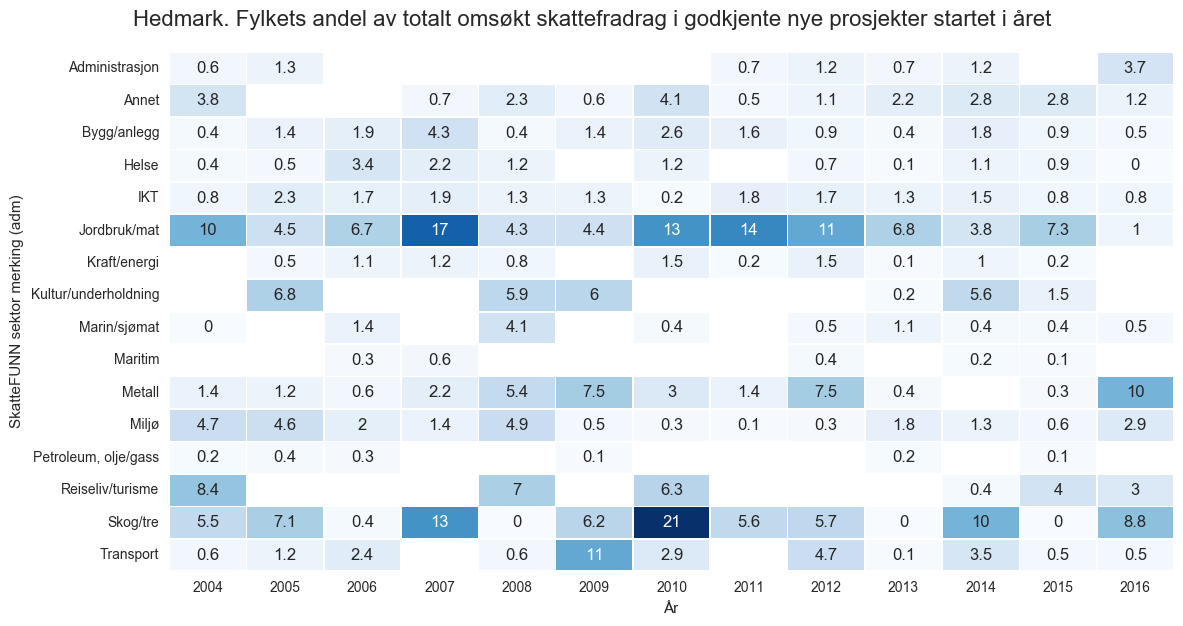 Hedmark. Fylkets andel av totalt omsøkt skattefradrag i godkjente nye prosjekter startet i året
SkatteFUNN sektor merking (adm)
Administrasjon 0.6 1.3 0.7 1.2 0.7 1.2 3.7
Annet 3.8 0.7 2.3 0.6 4.1 0.5 1.1 2.2 2.8 2.8 1.2
Bygg/anlegg 0.4 1.4 1.9 4.3 0.4 1.4 2.6 1.6 0.9 0.4 1.8 0.9 0.5
Helse 0.4 0.5 3.4 2.2 1.2 1.2 0.7 0.1 1.1 0.9 0
IKT 0.8 2.3 1.7 1.9 1.3 1.3 0.2 1.8 1.7 1.3 1.5 0.8 0.8
Jordbruk/mat 10 4.5 6.7 17 4.3 4.4 13 14 11 6.8 3.8 7.3 1
Kraft/energi 0.5 1.1 1.2 0.8 1.5 0.2 1.5 0.1 1 0.2
Kultur/underholdning 6.8 5.9 6 0.2 5.6 1.5
Marin/sjømat 0 1.4 4.1 0.4 0.5 1.1 0.4 0.4 0.5
Maritim 0.3 0.6 0.4 0.2 0.1
Metall 1.4 1.2 0.6 2.2 5.4 7.5 3 1.4 7.5 0.4 0.3 10
Miljø 4.7 4.6 2 1.4 4.9 0.5 0.3 0.1 0.3 1.8 1.3 0.6 2.9
Petroleum, olje/gass 0.2 0.4 0.3 0.1 0.2 0.1
Reiseliv/turisme 8.4 7 6.3 0.4 4 3
Skog/tre 5.5 7.1 0.4 13 0 6.2 21 5.6 5.7 0 10 0 8.8
Transport 0.6 1.2 2.4 0.6 11 2.9 4.7 0.1 3.5 0.5 0.5
2004 2005 2006 2007 2008 2009 2010 2011 2012 2013 2014 2015 2016
År